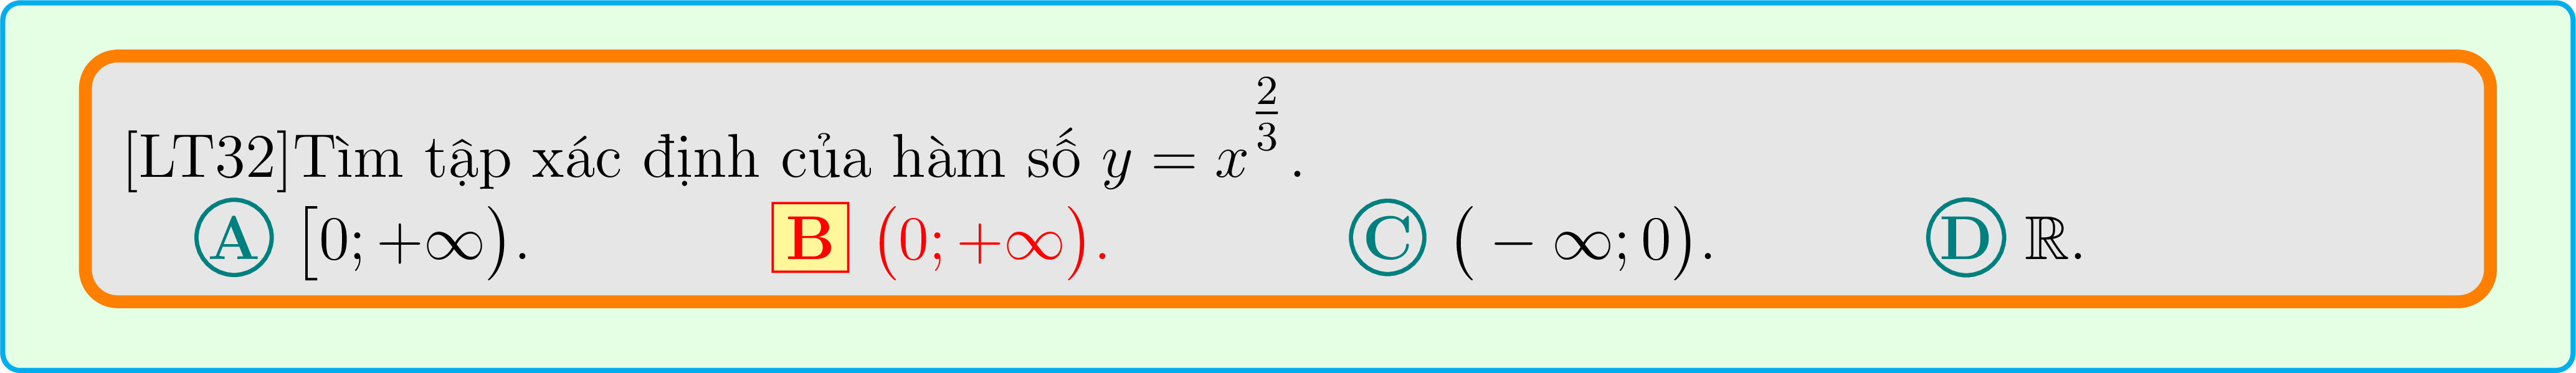 [LT32]Tìm tập xác định của hàm số $y = x^{\frac{2}{3}}$.
A $[0; +\infty)$. B $(0; +\infty)$. C $(-\infty; 0)$. D $\mathbb{R}$.